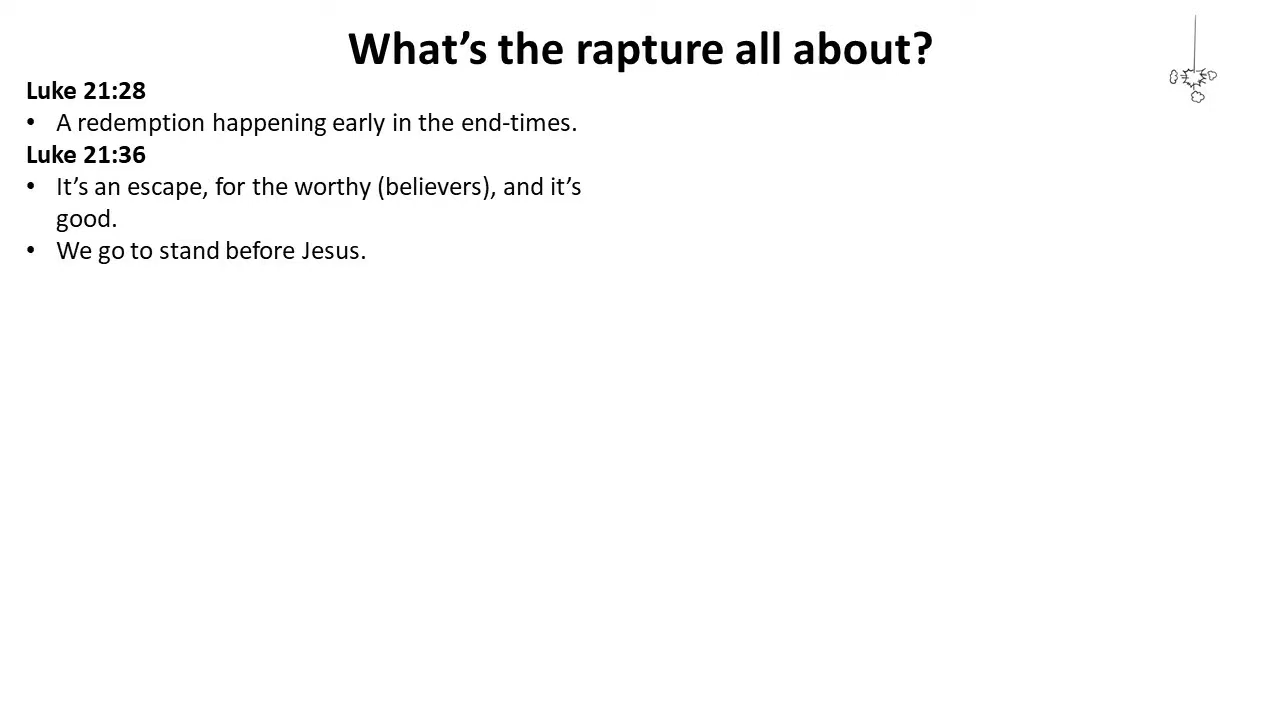 What’s the rapture all about?
Luke 21:28
• A redemption happening early in the end-times.
Luke 21:36
• It’s an escape, for the worthy (believers), and it’s
good.
• We go to stand before Jesus.